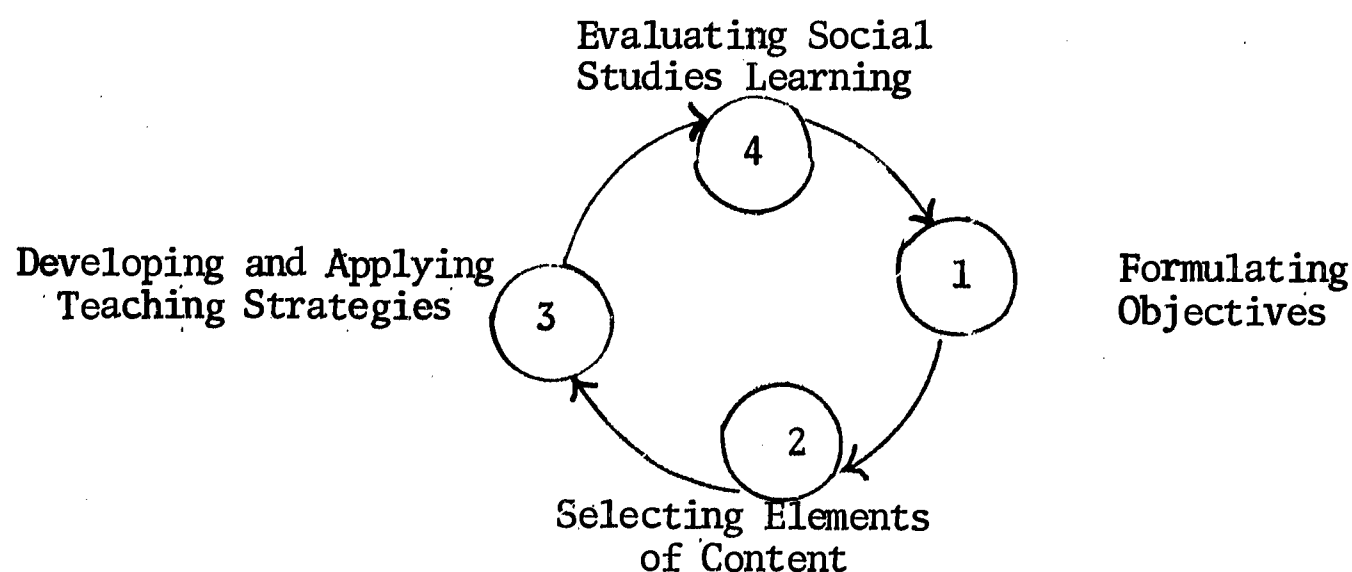 Evaluating Social
Studies Learning
4
1
Formulating
Objectives
Developing and Applying
Teaching Strategies
3
2
Selecting Elements
of Content